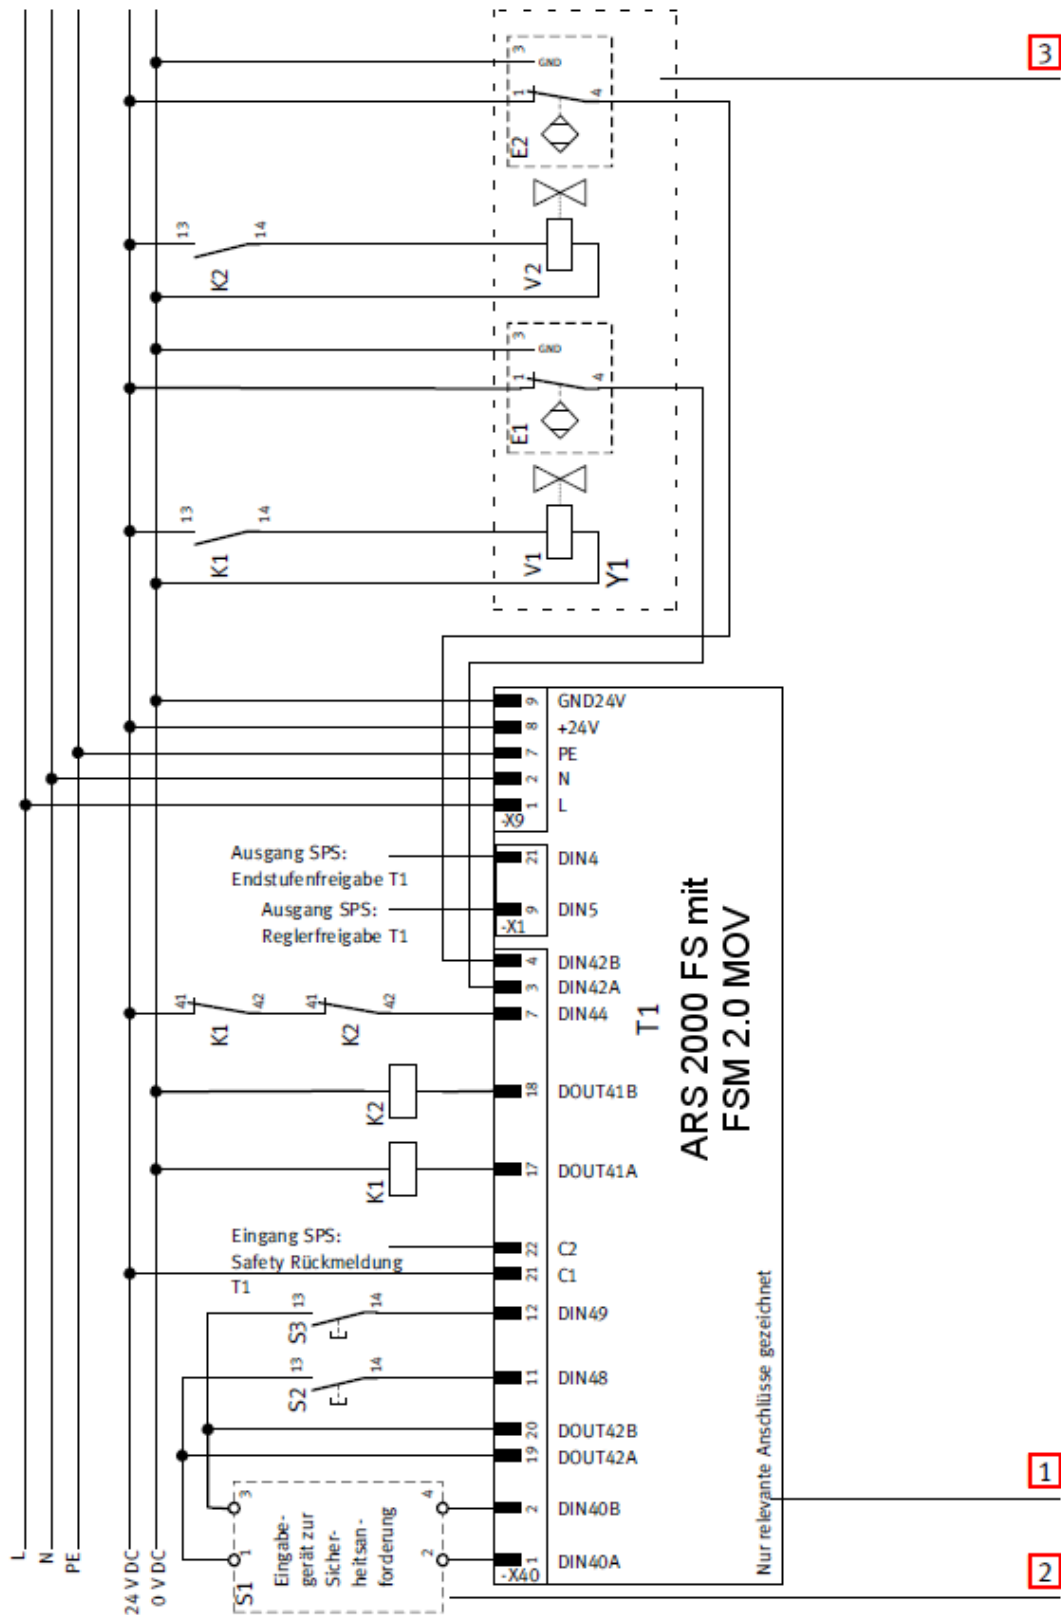 3
3
GND
1
4
E2
13
14
K2
V2
3
GND
1
4
E1
13
14
K1
V1
Y1
9
GND24V
8
+24V
7
PE
2
N
1
L
-X9
Ausgang SPS:
Endstufenfreigabe T1
21
DIN4
Ausgang SPS:
Reglerfreigabe T1
9
DIN5
-X1
4
DIN42B
3
DIN42A
41
42
41
42
7
DIN44
K1
K2
T1
ARS 2000 FS mit
FSM 2.0 MOV
18
DOUT41B
K2
17
DOUT41A
K1
Eingang SPS:
Safety Rückmeldung
T1
22
C2
21
C1
13
14
S3
12
DIN49
13
14
S2
11
DIN48
20
DOUT42B
19
DOUT42A
3
4
2
DIN40B
1
2
1
DIN40A
-X40
S1
Eingabe-
gerät zur
Sicher-
heitsan-
forderung
Nur relevante Anschlüsse gezeichnet
1
2
L
N
PE
24 V DC
0 V DC